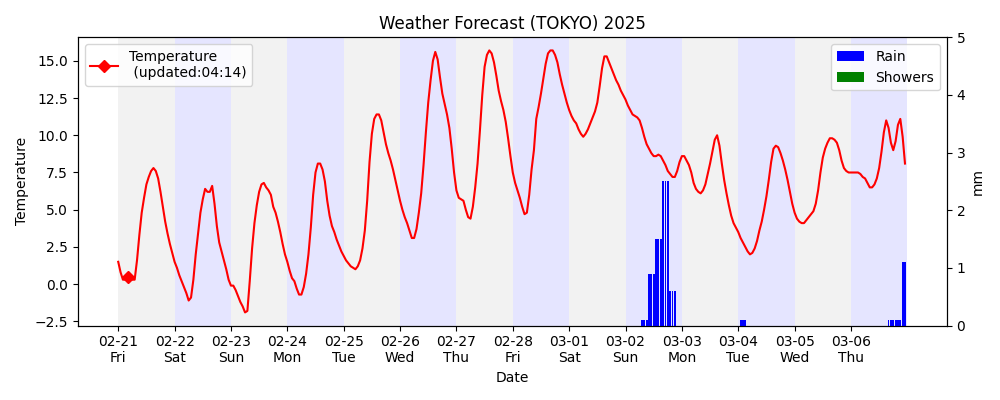 Weather Forecast (TOKYO) 2025
Temperature
(updated:04:14)
Rain
Showers
Temperature
15.0
12.5
10.0
7.5
5.0
2.5
0.0
−2.5
5
4
3
2
1
0
mm
02-21 02-22 02-23 02-24 02-25 02-26 02-27 02-28 03-01 03-02 03-03 03-04 03-05 03-06
Fri Sat Sun Mon Tue Wed Thu Fri Sat Sun Mon Tue Wed Thu
Date